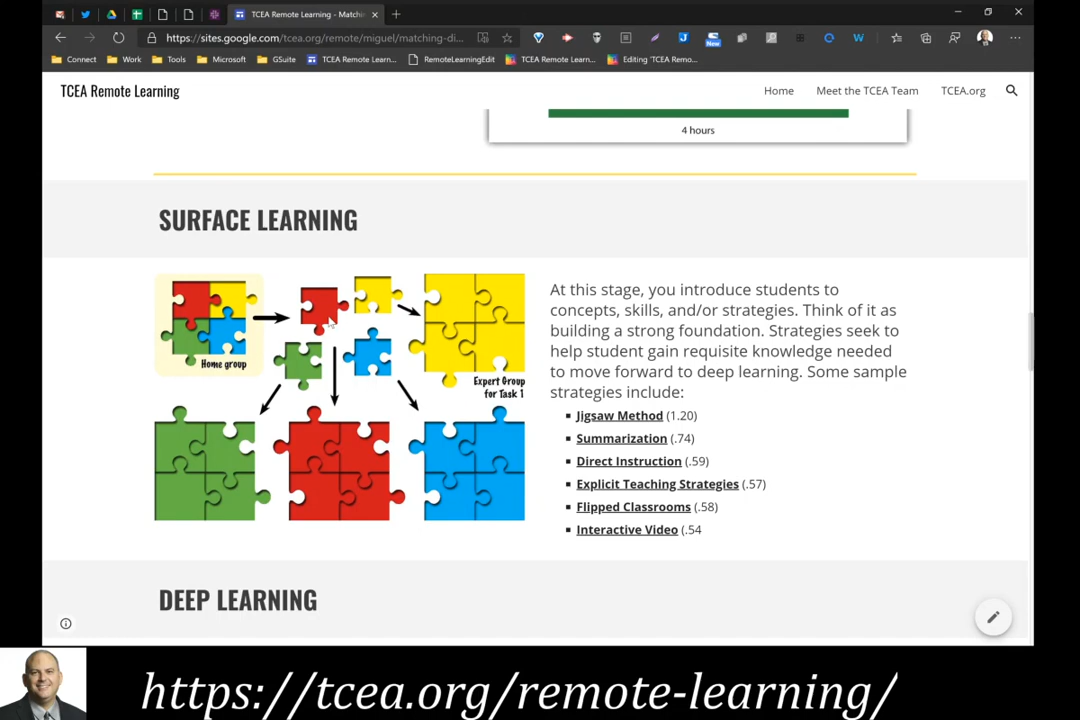 TCEA Remote Learning - Matchin
https://sites.google.com/tcea.org/remote/miguel/matching-di...
New
Connect
Work
Tools
Microsoft
GSuite
TCEA Remote Learn...
RemoteLearningEdit
TCEA Remote Learn...
Editing 'TCEA Remo...
TCEA Remote Learning
Home
Meet the TCEA Team
TCEA.org
4 hours
SURFACE LEARNING
Home group
Expert Group
for Task 1
At this stage, you introduce students to
concepts, skills, and/or strategies. Think of it as
building a strong foundation. Strategies seek to
help student gain requisite knowledge needed
to move forward to deep learning. Some sample
strategies include:
▪ Jigsaw Method (1.20)
▪ Summarization (.74)
▪ Direct Instruction (.59)
▪ Explicit Teaching Strategies (.57)
▪ Flipped Classrooms (.58)
▪ Interactive Video (.54
DEEP LEARNING
https://tcea.org/remote-learning/